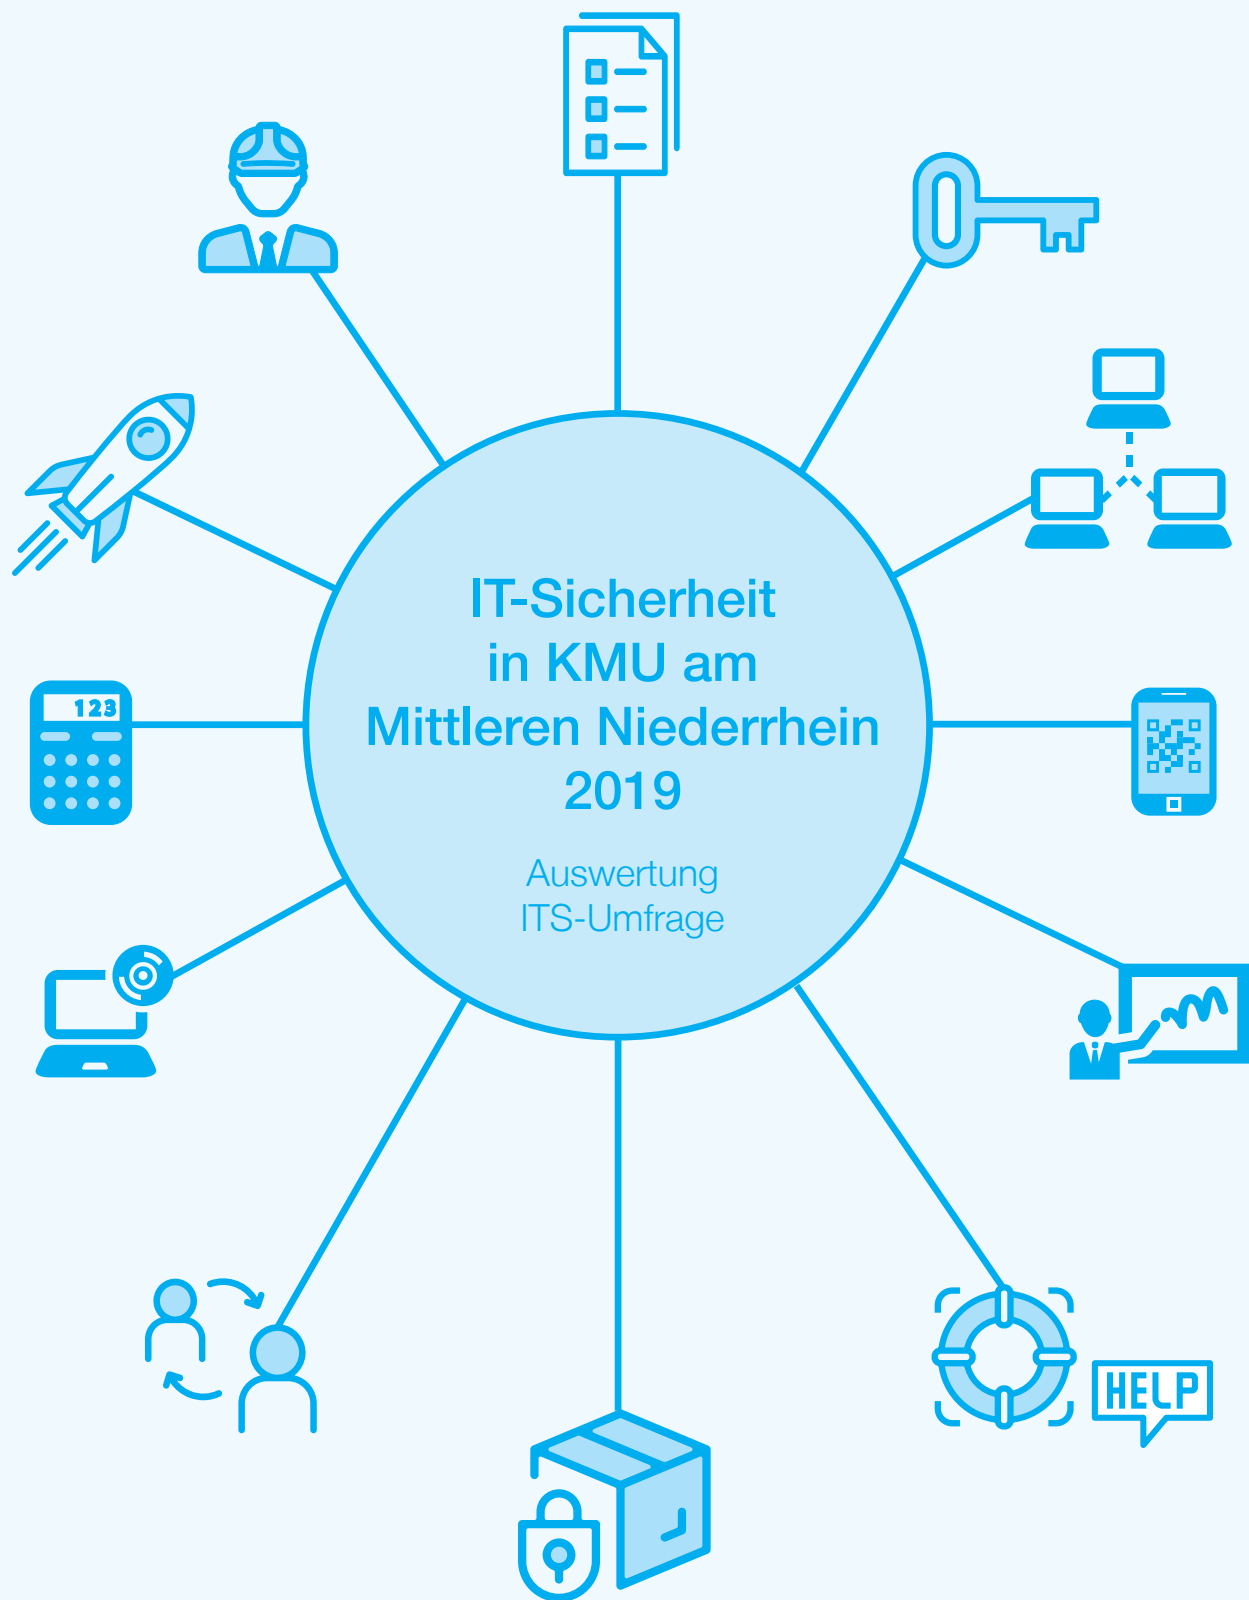 123
IT-Sicherheit
in KMU am
Mittleren Niederrhein
2019
Auswertung
ITS-Umfrage
HELP